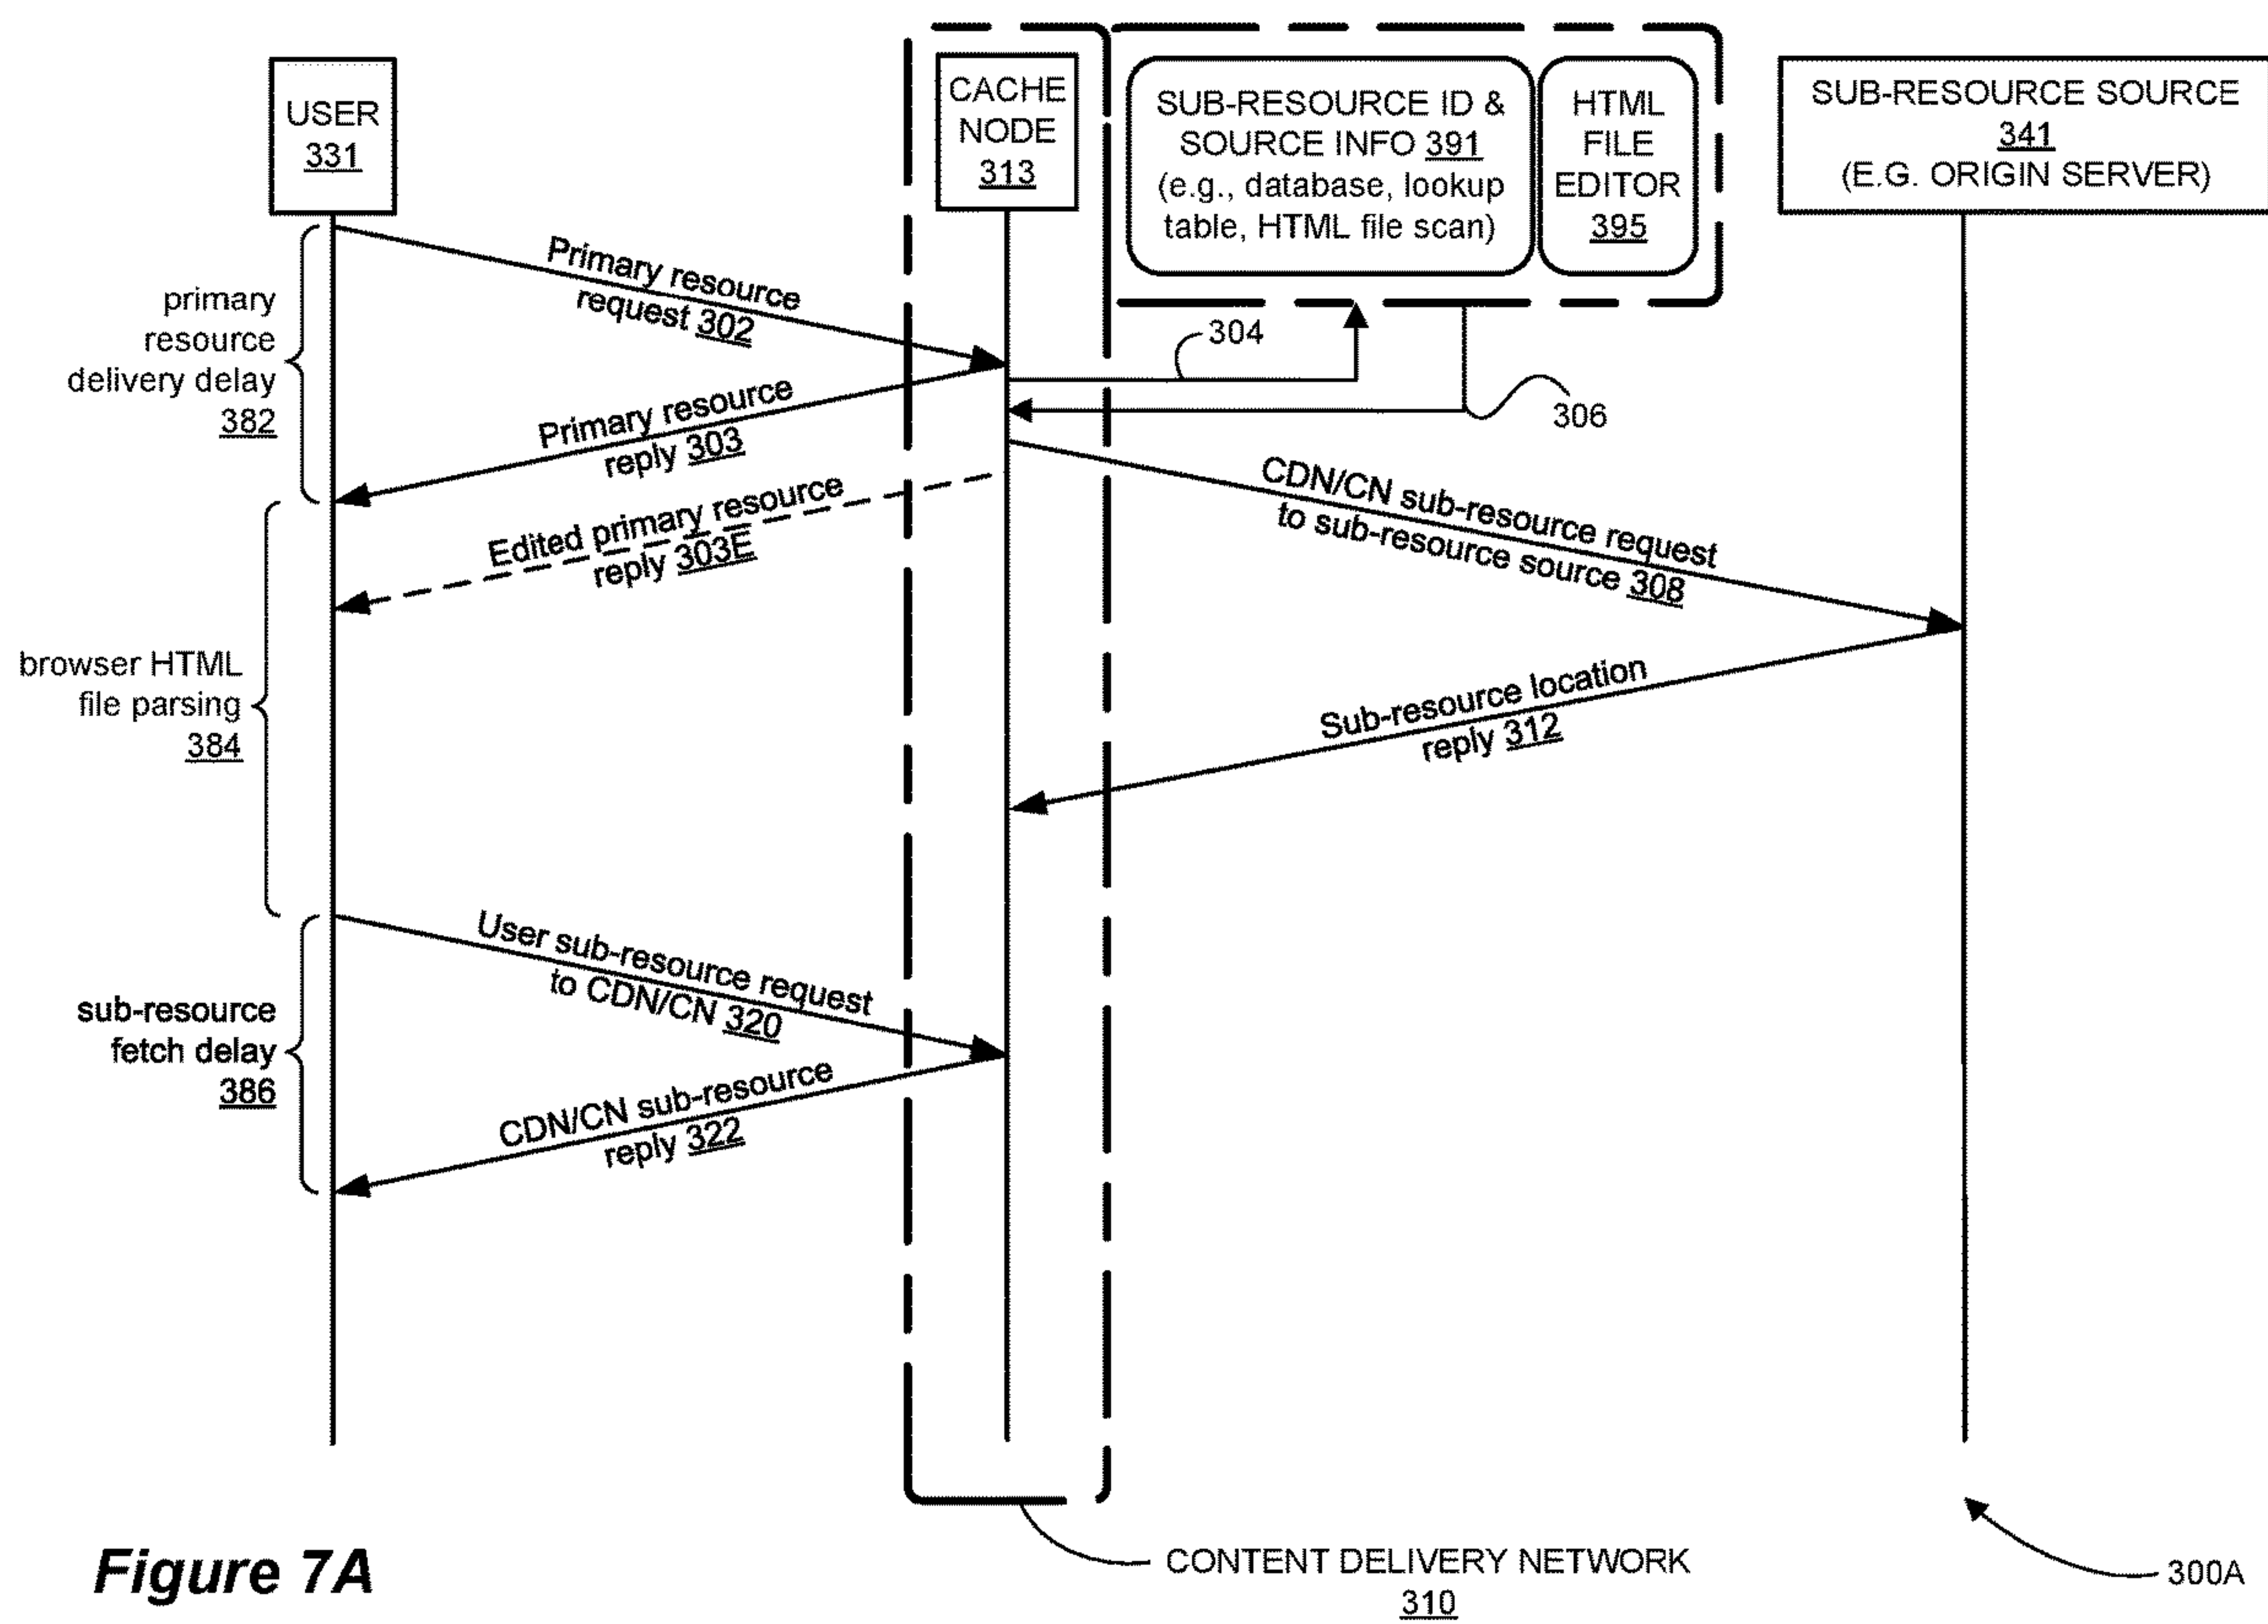 USER
331
CACHE
NODE
313
SUB-RESOURCE ID &
SOURCE INFO 391
(e.g., database, lookup
table, HTML file scan)
HTML
FILE
EDITOR
395
SUB-RESOURCE SOURCE
341
(E.G. ORIGIN SERVER)
primary
resource
delivery delay
382
Primary resource
request 302
304
306
Primary resource
reply 303
Edited primary resource
reply 303E
CDN/CN sub-resource request
to sub-resource source 308
browser HTML
file parsing
384
Sub-resource location
reply 312
User sub-resource request
to CDN/CN 320
sub-resource
fetch delay
386
CDN/CN sub-resource
reply 322
Figure 7A
CONTENT DELIVERY NETWORK
310
300A